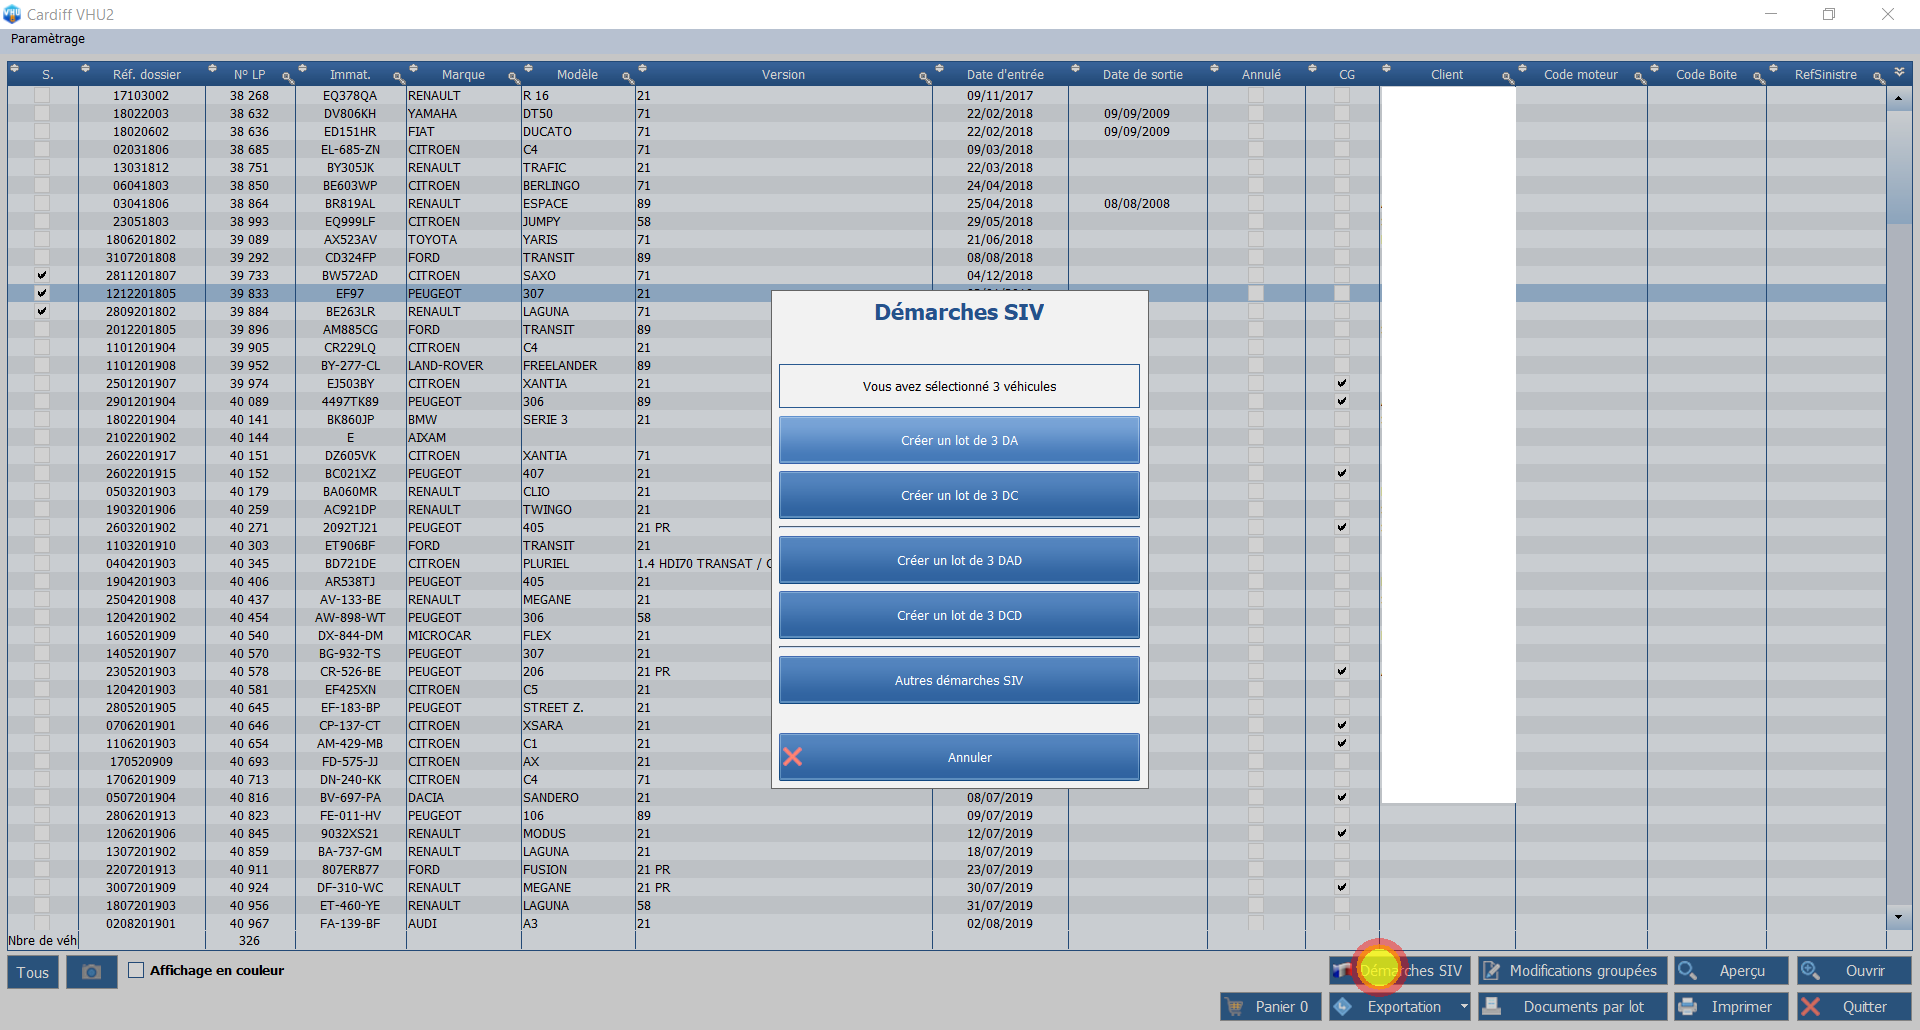 Cardiff VHU2
Paramètrage
S. Réf. dossier N° LP Immat. Marque Modèle Version Date d'entrée Date de sortie Annulé CG Client Code moteur Code Boite RefSinistre
17103002 38 268 EQ378QA RENAULT R 16 21 09/11/2017
18022003 38 632 DV806KH YAMAHA DT50 71 22/02/2018 09/09/2009
18020602 38 636 ED151HR FIAT DUCATO 71 22/02/2018 09/09/2009
02031806 38 685 EL-685-ZN CITROEN C4 71 09/03/2018
13031812 38 751 BY305JK RENAULT TRAFIC 21 22/03/2018
06041803 38 850 BE603WP CITROEN BERLINGO 71 24/04/2018
03041806 38 864 BR819AL RENAULT ESPACE 89 25/04/2018 08/08/2008
23051803 38 993 EQ999LF CITROEN JUMPY 58 29/05/2018
1806201802 39 089 AX523AV TOYOTA YARIS 71 21/06/2018
3107201808 39 292 CD324FP FORD TRANSIT 89 08/08/2018
2811201807 39 733 BW572AD CITROEN SAXO 71 04/12/2018
1212201805 39 833 EF97 PEUGEOT 307 21
2809201802 39 884 BE263LR RENAULT LAGUNA 71
2012201805 39 896 AM885CG FORD TRANSIT 89
1101201904 39 905 CR229LQ CITROEN C4 21
1101201908 39 952 BY-277-CL LAND-ROVER FREELANDER 89
2501201907 39 974 EJ503BY CITROEN XANTIA 21
2901201904 40 089 4497TK89 PEUGEOT 306 89
1802201904 40 141 BK860JP BMW SERIE 3 21
2102201902 40 144 E AIXAM
2602201917 40 151 DZ605VK CITROEN XANTIA 71
2602201915 40 152 BC021XZ PEUGEOT 407 21
0503201903 40 179 BA060MR RENAULT CLIO 21
1903201906 40 259 AC921DP RENAULT TWINGO 21
2603201902 40 271 2092TJ21 PEUGEOT 405 21 PR
1103201910 40 303 ET906BF FORD TRANSIT 21
0404201903 40 345 BD721DE CITROEN PLURIEL 1.4 HDI70 TRANSAT /
1904201903 40 406 AR538TJ PEUGEOT 405 21
2504201908 40 437 AV-133-BE RENAULT MEGANE 21
1204201902 40 454 AW-898-WT PEUGEOT 306 58
1605201909 40 540 DX-844-DM MICROCAR FLEX 21
1405201907 40 570 BG-932-TS PEUGEOT 307 21
2305201903 40 578 CR-526-BE PEUGEOT 206 21 PR
1204201903 40 581 EF425XN CITROEN C5 21
2805201905 40 645 EF-183-BP PEUGEOT STREET Z. 21
0706201901 40 646 CP-137-CT CITROEN XSARA 21
1106201903 40 654 AM-429-MB CITROEN C1 21
170520909 40 693 FD-575-JJ CITROEN AX 21
1706201909 40 713 DN-240-KK CITROEN C4 71
0507201904 40 816 BV-697-PA DACIA SANDERO 21 08/07/2019
2806201913 40 823 FE-011-HV PEUGEOT 106 89 09/07/2019
1206201906 40 845 9032XS21 RENAULT MODUS 21 12/07/2019
1307201902 40 859 BA-737-GM RENAULT LAGUNA 21 18/07/2019
2207201913 40 911 807ERB77 FORD FUSION 21 PR 23/07/2019
3007201909 40 924 DF-310-WC RENAULT MEGANE 21 PR 30/07/2019
1807201903 40 956 ET-460-YE RENAULT LAGUNA 58 31/07/2019
0208201901 40 967 FA-139-BF AUDI A3 21 02/08/2019
Nbre de véh 326
Démarches SIV
Vous avez sélectionné 3 véhicules
Créer un lot de 3 DA
Créer un lot de 3 DC
Créer un lot de 3 DAD
Créer un lot de 3 DCD
Autres démarches SIV
Annuler
Tous Affichage en couleur Démarches SIV Modifications groupées Aperçu Ouvrir
Panier 0 Exportation Documents par lot Imprimer Quitter